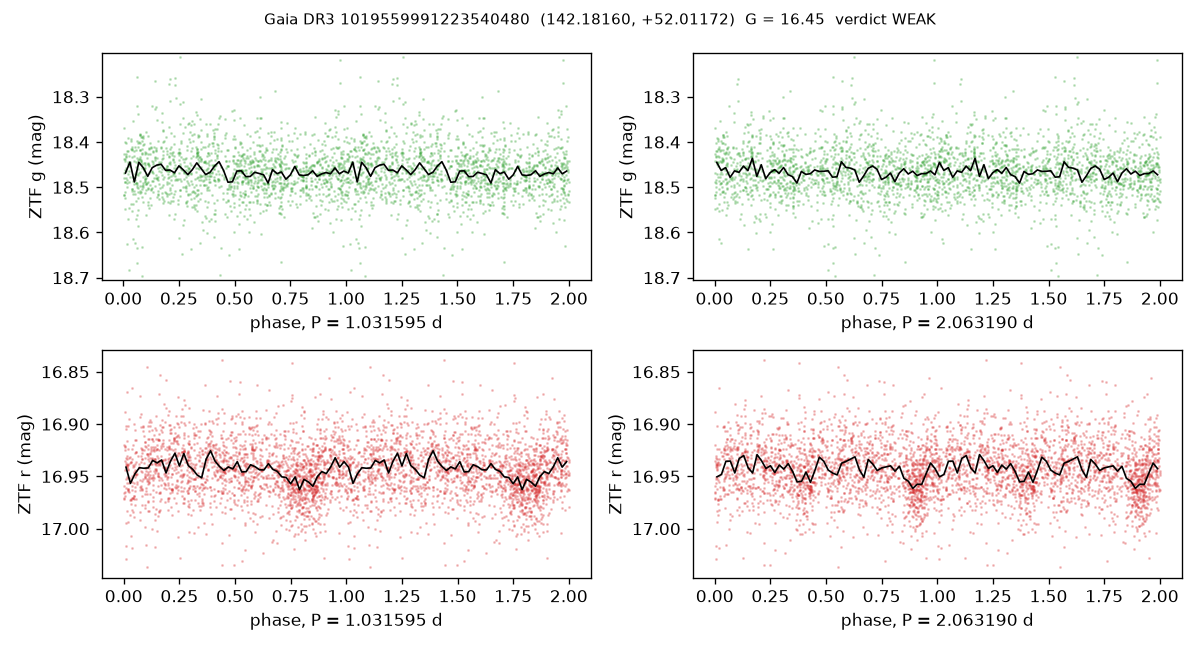 Gaia DR3 1019559991223540480 (142.18160, +52.01172) G = 16.45 verdict WEAK
ZTF g (mag)
18.3
18.4
18.5
18.6
18.7
0.00 0.25 0.50 0.75 1.00 1.25 1.50 1.75 2.00
phase, P = 1.031595 d
ZTF g (mag)
18.3
18.4
18.5
18.6
18.7
0.00 0.25 0.50 0.75 1.00 1.25 1.50 1.75 2.00
phase, P = 2.063190 d
ZTF r (mag)
16.85
16.90
16.95
17.00
0.00 0.25 0.50 0.75 1.00 1.25 1.50 1.75 2.00
phase, P = 1.031595 d
ZTF r (mag)
16.85
16.90
16.95
17.00
0.00 0.25 0.50 0.75 1.00 1.25 1.50 1.75 2.00
phase, P = 2.063190 d